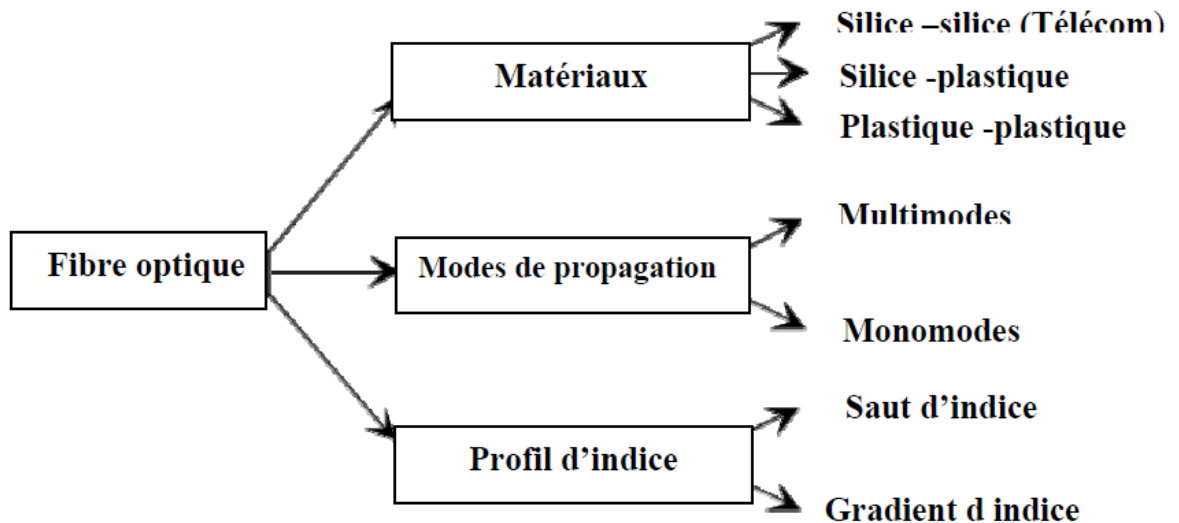 Silice –silice (Télécom)
Matériaux
Silice -plastique
Plastique -plastique
Multimodes
Fibre optique
Modes de propagation
Monomodes
Saut d’indice
Profil d’indice
Gradient d indice